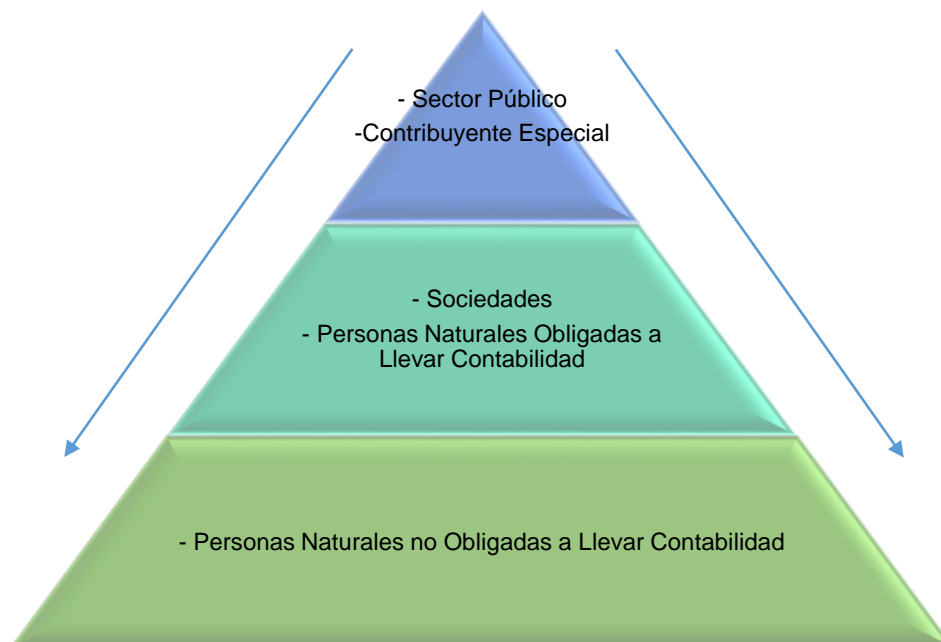 - Sector Público
-Contribuyente Especial
- Sociedades
- Personas Naturales Obligadas a
Llevar Contabilidad
- Personas Naturales no Obligadas a Llevar Contabilidad